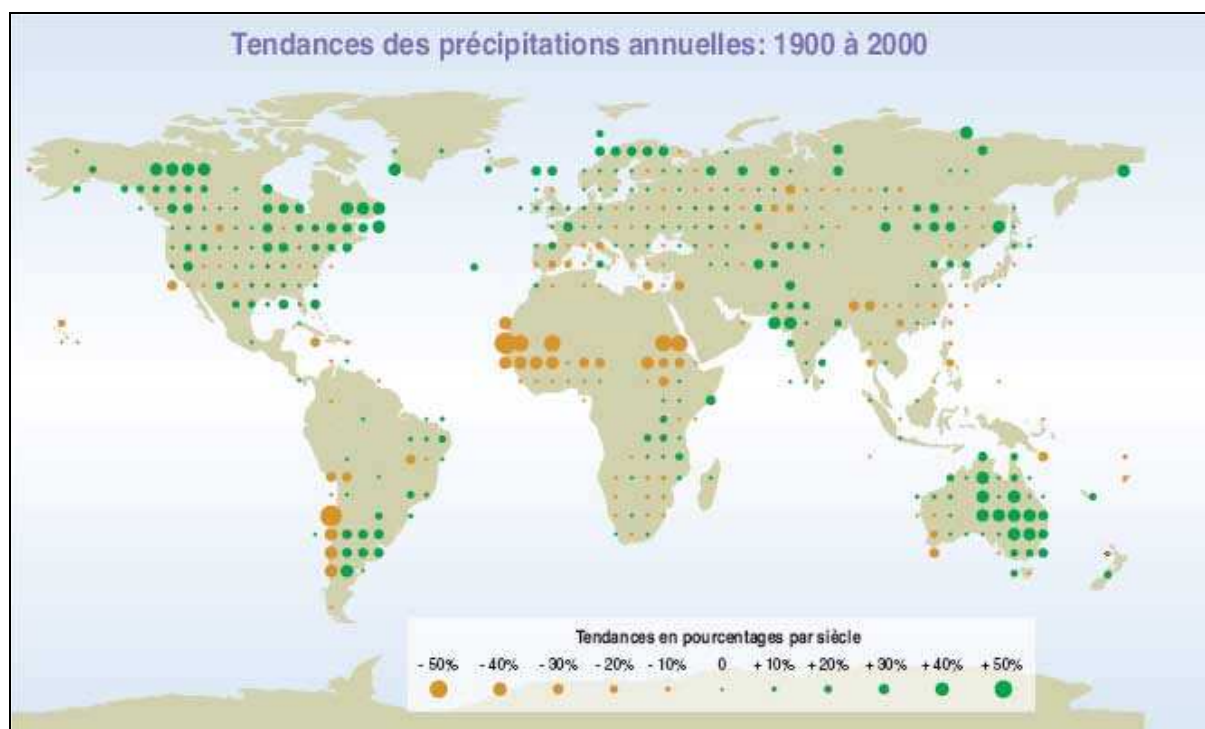 Tendances des précipitations annuelles: 1900 à 2000
Tendances en pourcentages par siècle
- 50% - 40% - 30% - 20% - 10% 0 + 10% + 20% + 30% + 40% + 50%